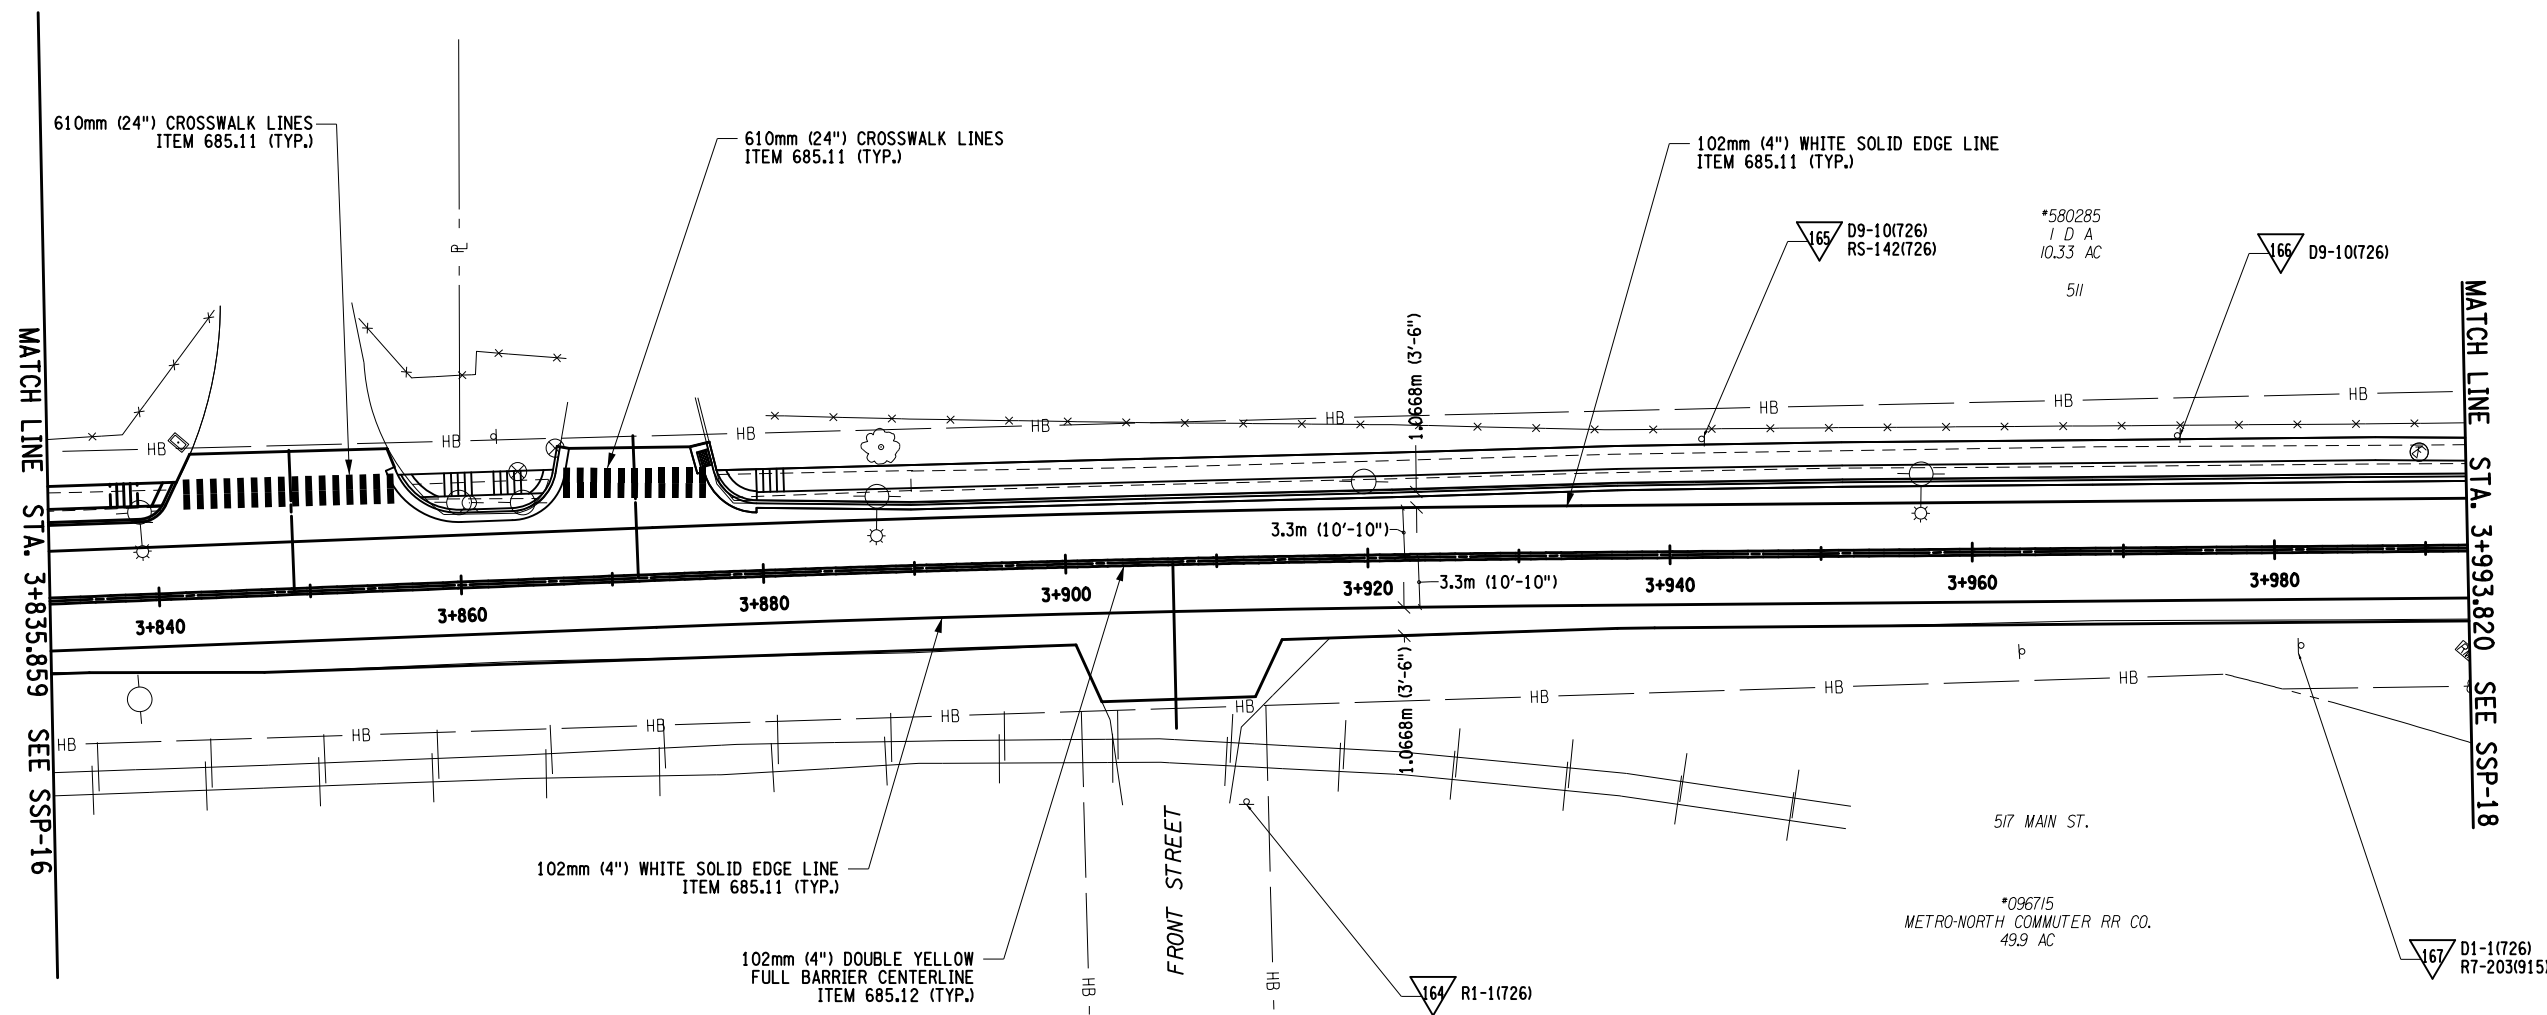 610mm (24") CROSSWALK LINES
ITEM 685.11 (TYP.)
610mm (24") CROSSWALK LINES
ITEM 685.11 (TYP.)
102mm (4") WHITE SOLID EDGE LINE
ITEM 685.11 (TYP.)
165
D9-10(726)
RS-142(726)
*580285
I D A
10.33 AC
511
166
D9-10(726)
PL
MATCH LINE STA. 3+835.859 SEE SSP-16
MATCH LINE STA. 3+993.820 SEE SSP-18
1.0668m (3'-6")
HB
HB
HB
HB
HB
HB
HB
HB
3.3m (10'-10")
3.3m (10'-10")
3+840
3+860
3+880
3+900
3+920
3+940
3+960
3+980
1.0668m (3'-6")
HB
HB
HB
HB
HB
HB
HB
HB
517 MAIN ST.
102mm (4") WHITE SOLID EDGE LINE
ITEM 685.11 (TYP.)
FRONT STREET
*096715
METRO-NORTH COMMUTER RR CO.
49.9 AC
102mm (4") DOUBLE YELLOW
FULL BARRIER CENTERLINE
ITEM 685.12 (TYP.)
HB
HB
164
R1-1(726)
167
D1-1(726)
R7-203(915)